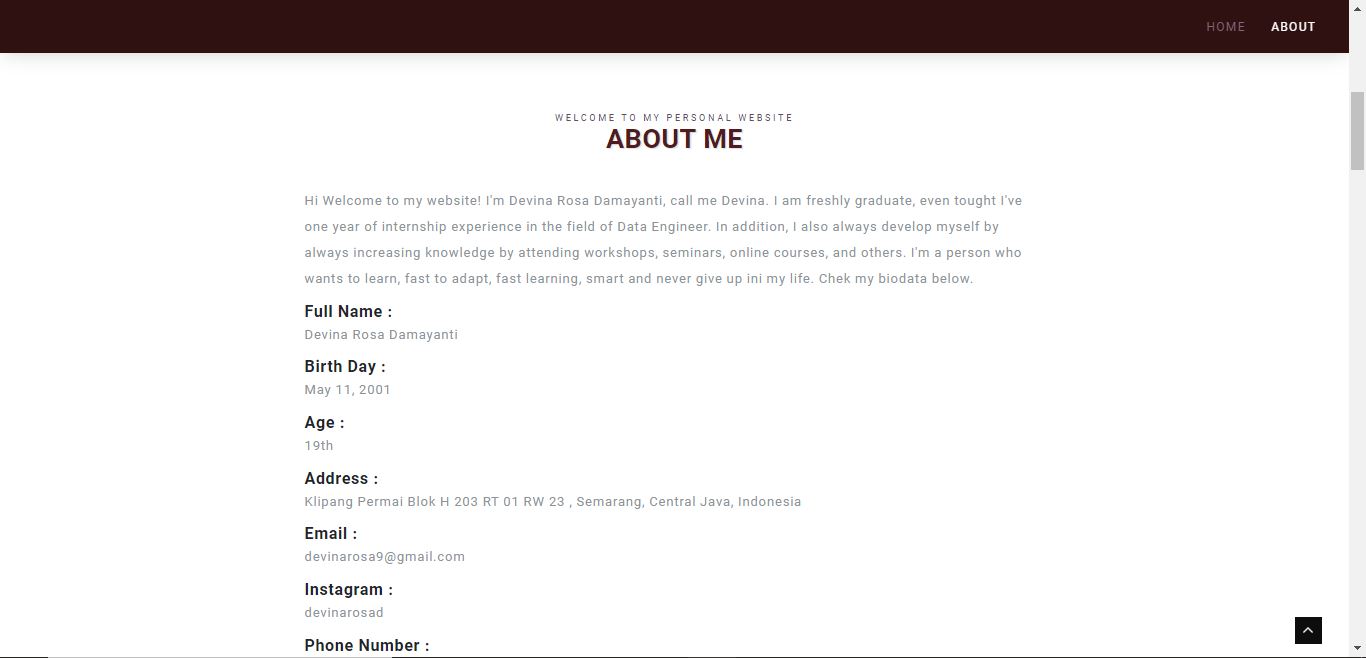 HOME ABOUT
WELCOME TO MY PERSONAL WEBSITE
ABOUT ME
Hi Welcome to my website! I'm Devina Rosa Damayanti, call me Devina. I am freshly graduate, even tought I've
one year of internship experience in the field of Data Engineer. In addition, I also always develop myself by
always increasing knowledge by attending workshops, seminars, online courses, and others. I'm a person who
wants to learn, fast to adapt, fast learning, smart and never give up ini my life. Chek my biodata below.
Full Name :
Devina Rosa Damayanti
Birth Day :
May 11, 2001
Age :
19th
Address :
Klipang Permai Blok H 203 RT 01 RW 23 , Semarang, Central Java, Indonesia
Email :
devinarosa9@gmail.com
Instagram :
devinarosad
Phone Number :